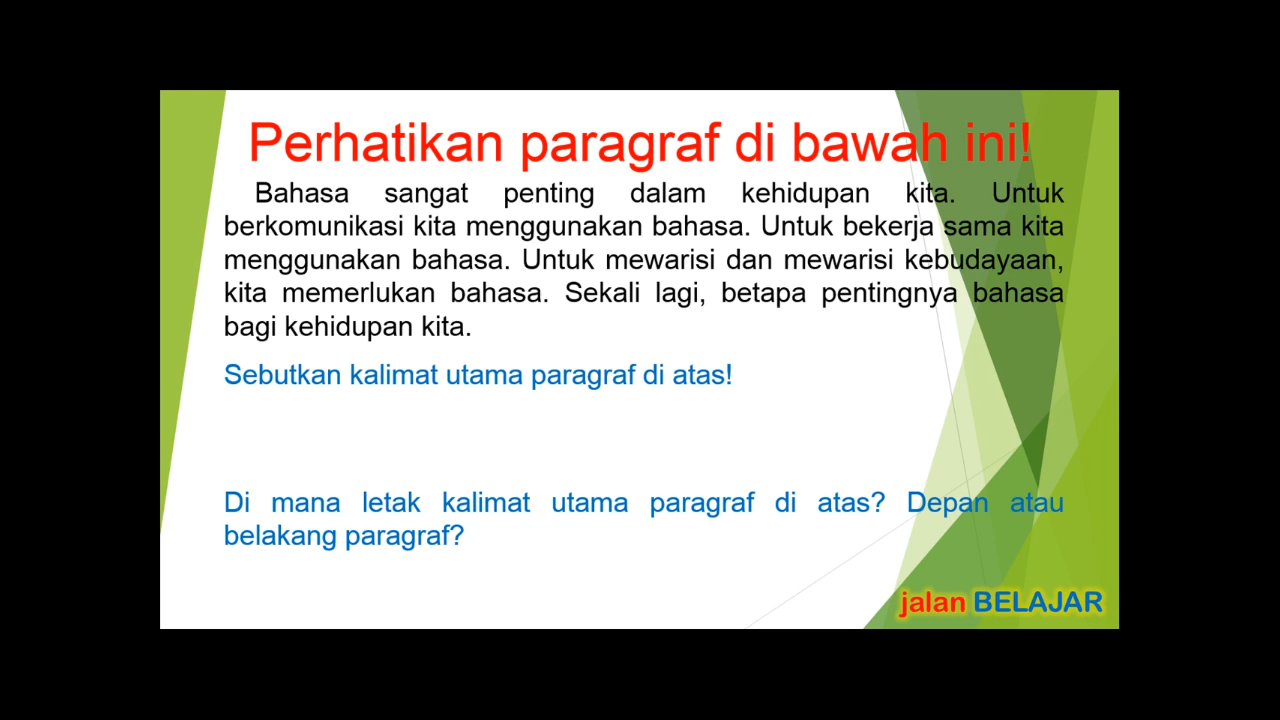 Perhatikan paragraf di bawah ini!
Bahasa sangat penting dalam kehidupan kita. Untuk
berkomunikasi kita menggunakan bahasa. Untuk bekerja sama kita
menggunakan bahasa. Untuk mewarisi dan mewarisi kebudayaan,
kita memerlukan bahasa. Sekali lagi, betapa pentingnya bahasa
bagi kehidupan kita.
Sebutkan kalimat utama paragraf di atas!
Di mana letak kalimat utama paragraf di atas? Depan atau
belakang paragraf?
jalan BELAJAR